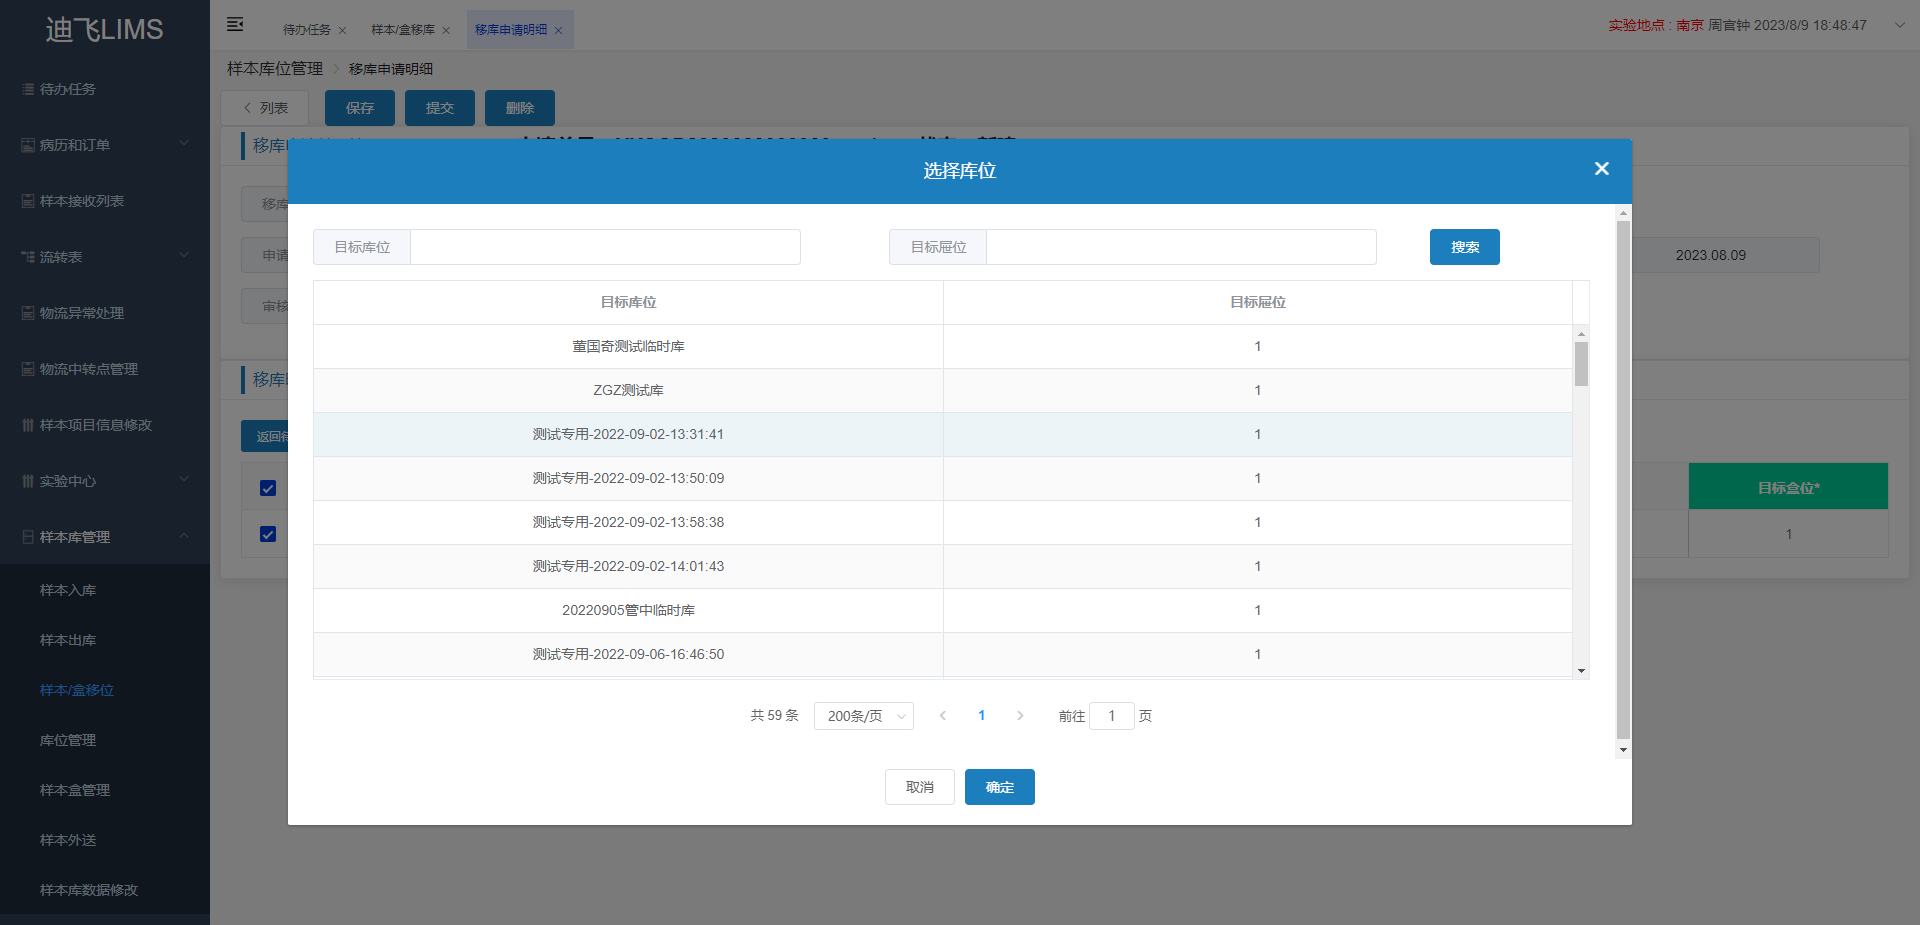 迪飞LIMS
待办任务
样本/盒移库
移库申请明细
实验地点 : 南京 周官钟 2023/8/9 18:48:47
样本库位管理
移库申请明细
列表
保存
提交
删除
待办任务
病历和订单
样本接收列表
流转表
物流异常处理
物流中转点管理
样本项目信息修改
实验中心
样本库管理
样本入库
样本出库
样本/盒移位
库位管理
样本盒管理
样本外送
样本库数据修改
移库
移库
申请
审核
2023.08.09
移库
返回待
目标盒位*
1
选择库位
目标库位
目标屉位
搜索
目标库位 目标屉位
董国奇测试临时库 1
ZGZ测试库 1
测试专用-2022-09-02-13:31:41 1
测试专用-2022-09-02-13:50:09 1
测试专用-2022-09-02-13:58:38 1
测试专用-2022-09-02-14:01:43 1
20220905管中临时库 1
测试专用-2022-09-06-16:46:50 1
共 59 条 200条/页 1 前往 1 页
取消
确定